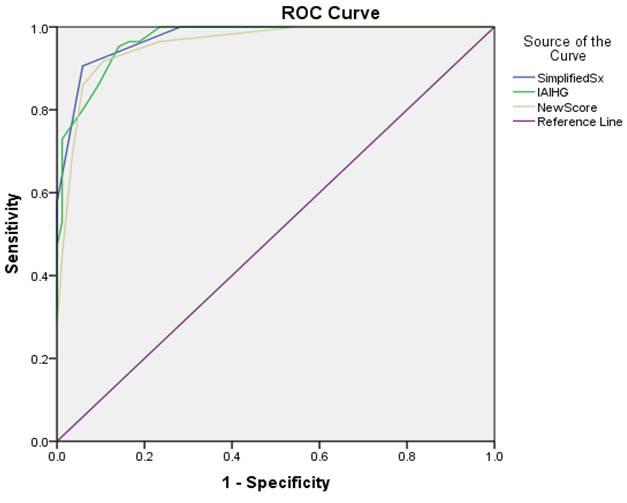 ROC Curve
Source of the
Curve
SimplifiedSx
IAIHG
NewScore
Reference Line
Sensitivity
1.0
0.8
0.6
0.4
0.2
0.0
0.0 0.2 0.4 0.6 0.8 1.0
1 - Specificity